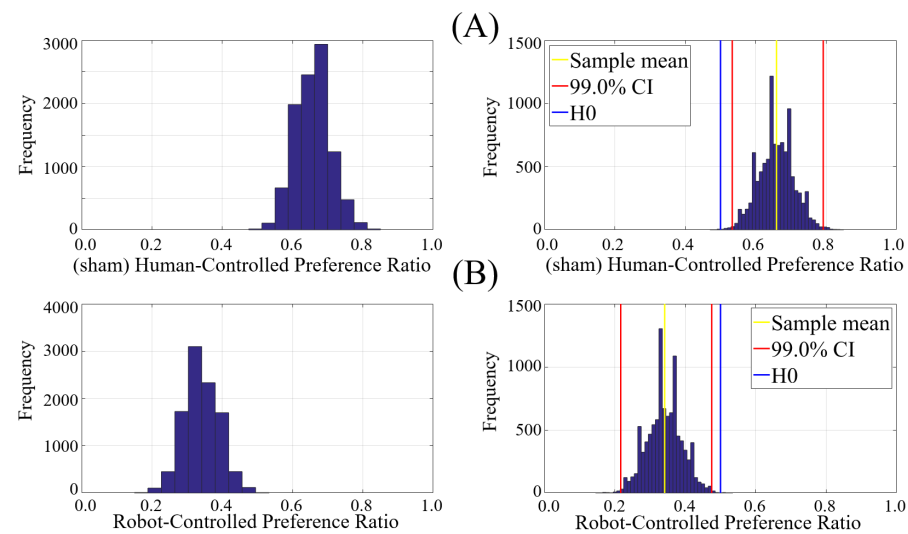 (A)
3000
2000
1000
0
Frequency
0.0 0.2 0.4 0.6 0.8 1.0
(sham) Human-Controlled Preference Ratio
1500
1000
500
0
Frequency
Sample mean
99.0% CI
H0
0.0 0.2 0.4 0.6 0.8 1.0
(sham) Human-Controlled Preference Ratio
(B)
4000
3000
2000
1000
0
Frequency
0.0 0.2 0.4 0.6 0.8 1.0
Robot-Controlled Preference Ratio
1500
1000
500
0
Frequency
Sample mean
99.0% CI
H0
0.0 0.2 0.4 0.6 0.8 1.0
Robot-Controlled Preference Ratio